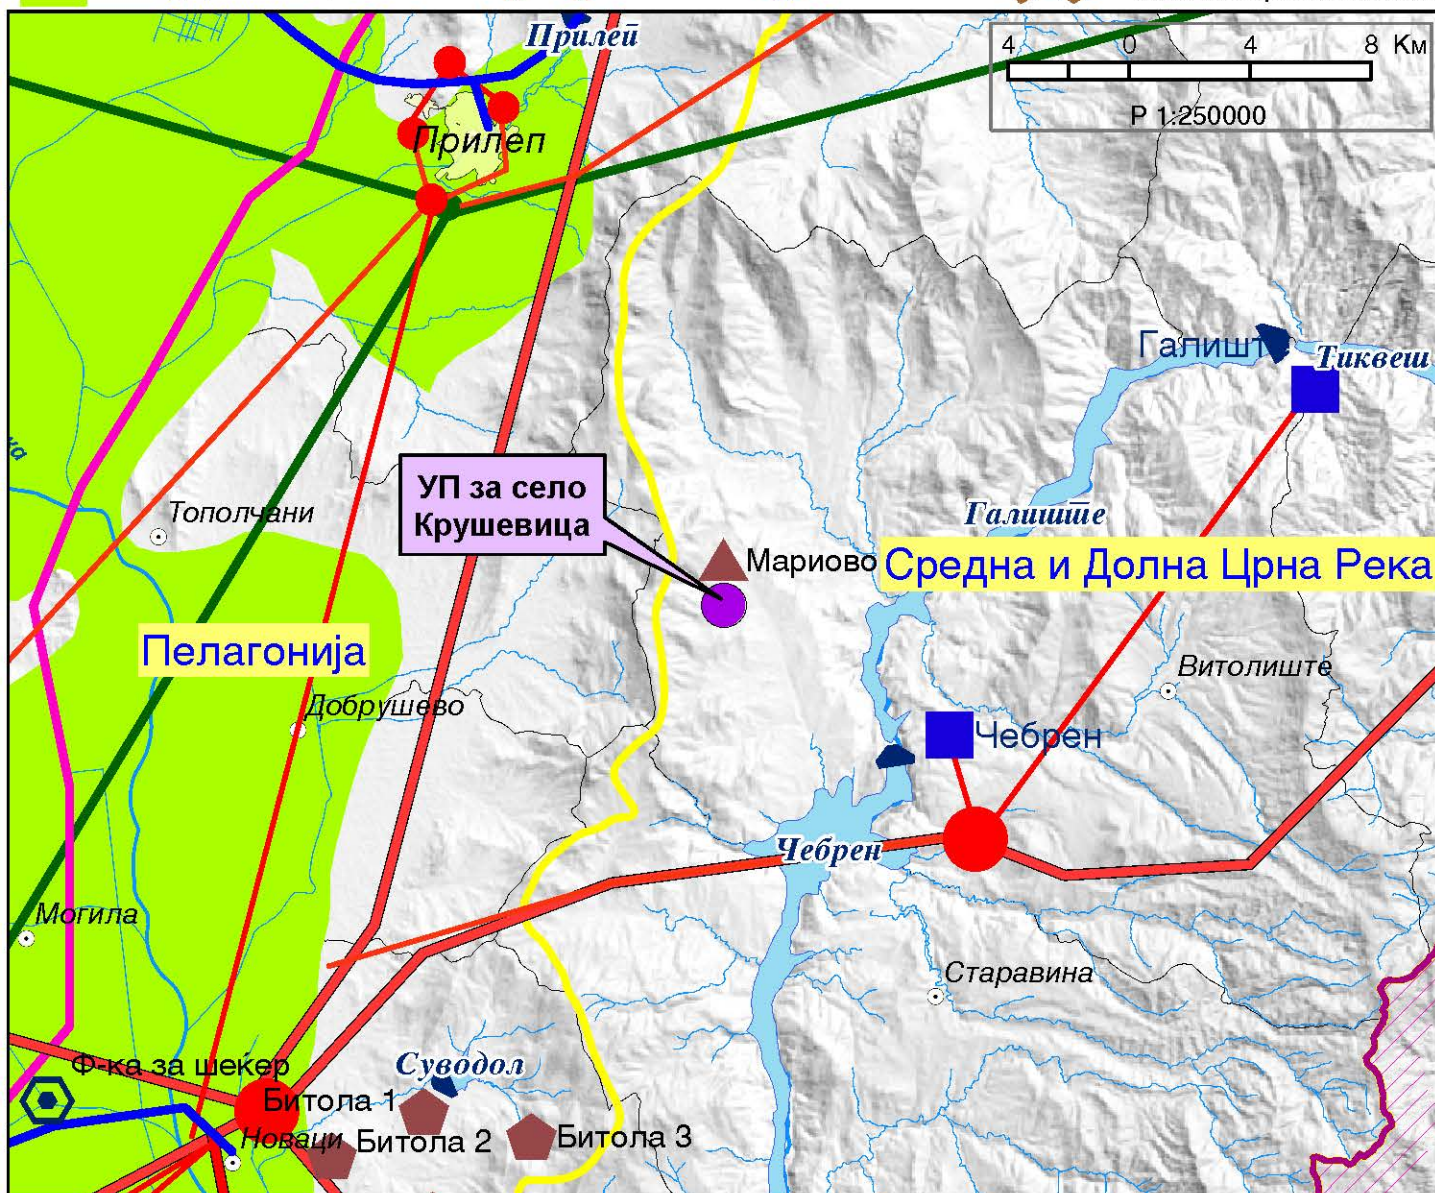 Прилеп
4 0 4 8 Км
Р 1:250000
Прилеп
Галиште
Тиквеш
УП за село
Крушевица
Тополчани
Галиште
Мариово
Средна и Долна Црна Река
Пелагонија
Витолиште
Добрушево
Чебрен
Чебрен
Могила
Старавина
Ф-ка за шеќер
Суводол
Битола 1
Новаци
Битола 2
Битола 3